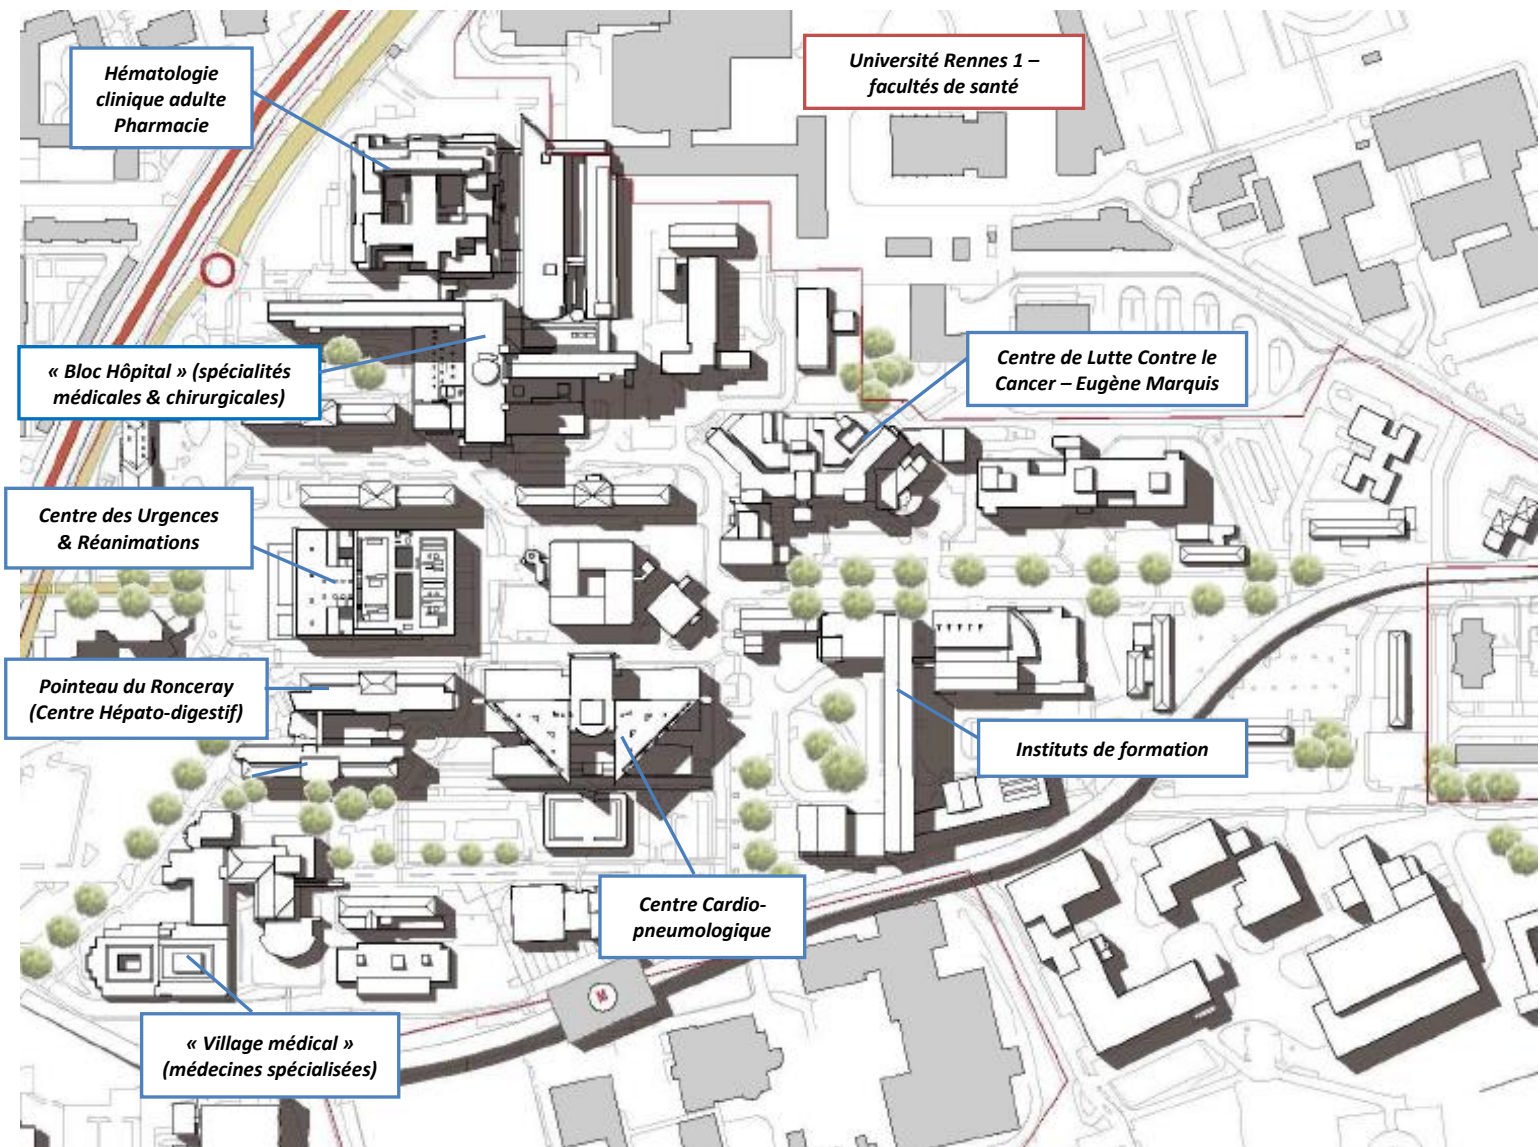 Hématologie
clinique adulte
Pharmacie
Université Rennes 1 –
facultés de santé
« Bloc Hôpital » (spécialités
médicales & chirurgicales)
Centre de Lutte Contre le
Cancer – Eugène Marquis
Centre des Urgences
& Réanimations
Pointeau du Ronceray
(Centre Hépato-digestif)
Instituts de formation
Centre Cardio-
pneumologique
M
« Village médical »
(médecines spécialisées)